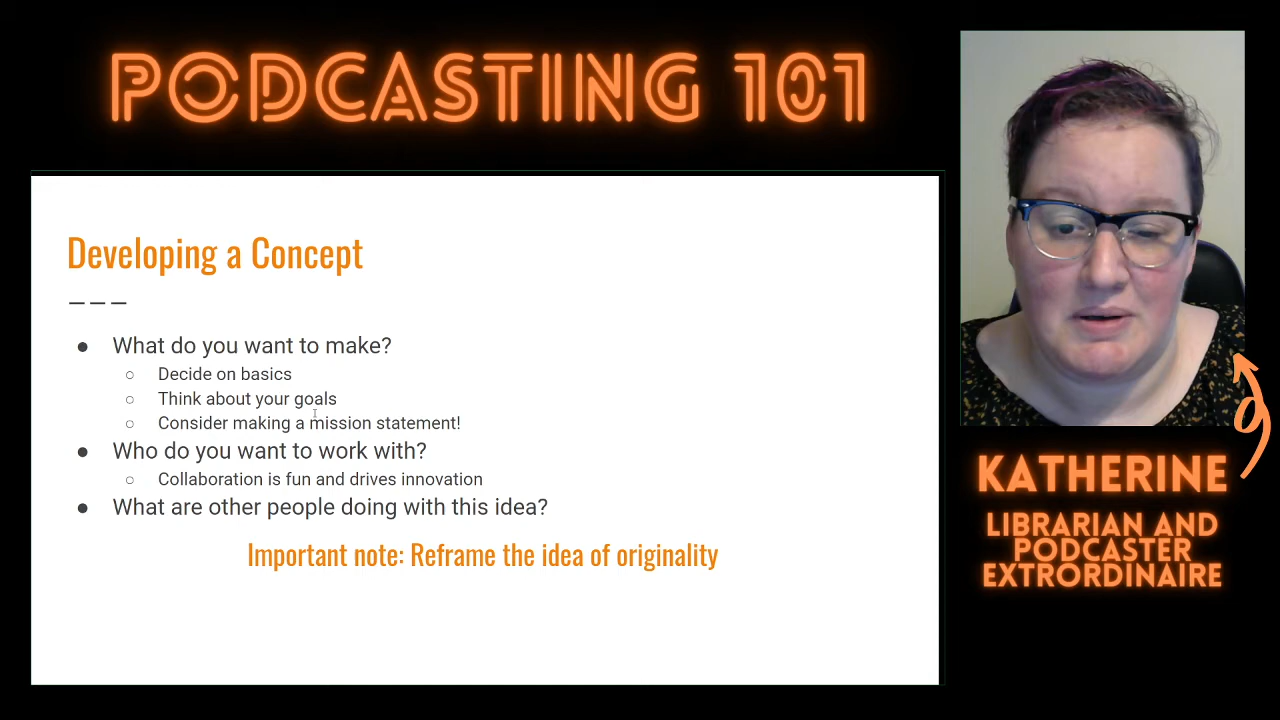 PODCASTING 101
Developing a Concept
What do you want to make?
Decide on basics
Think about your goals
Consider making a mission statement!
Who do you want to work with?
Collaboration is fun and drives innovation
What are other people doing with this idea?
Important note: Reframe the idea of originality
KATHERINE
LIBRARIAN AND
PODCASTER
EXTRORDINAIRE